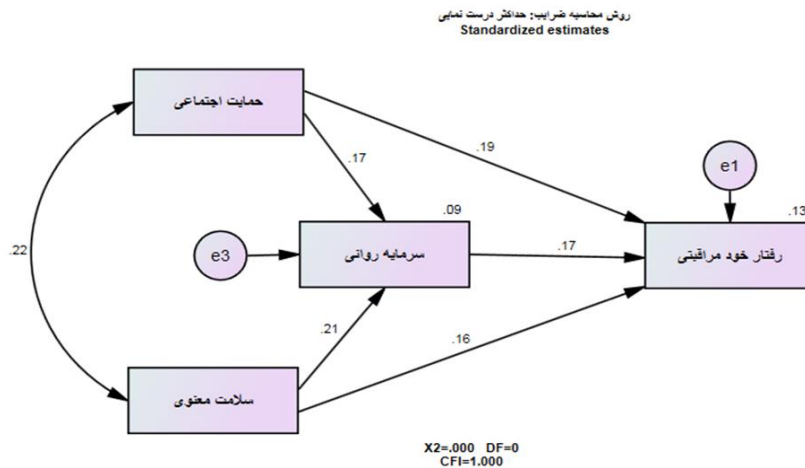 روش محاسبه ضرایب: حداکثر درست نمایی
Standardized estimates
حمایت اجتماعی
.17
.19
e1
.09
.13
.22
e3
سرمایه روانی
.17
رفتار خود مراقبتی
.21
.16
سلامت معنوی
X2=.000 DF=0
CFI=1.000